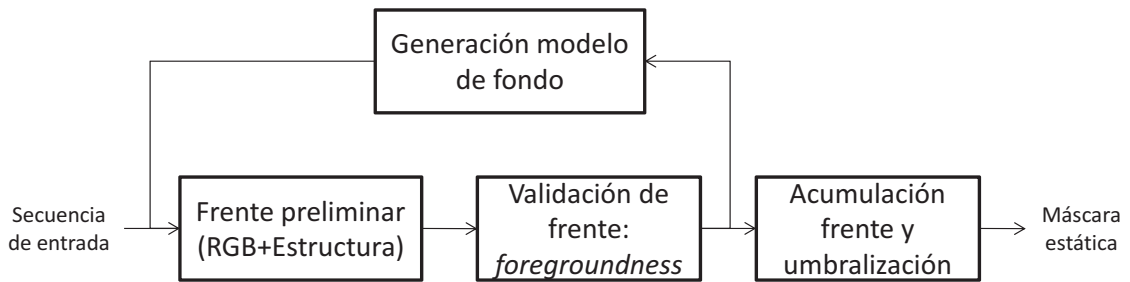 Generación modelo
de fondo
Secuencia
de entrada
Frente preliminar
(RGB+Estructura)
Validación de
frente:
foregroundness
Acumulación
frente y
umbralización
Máscara
estática